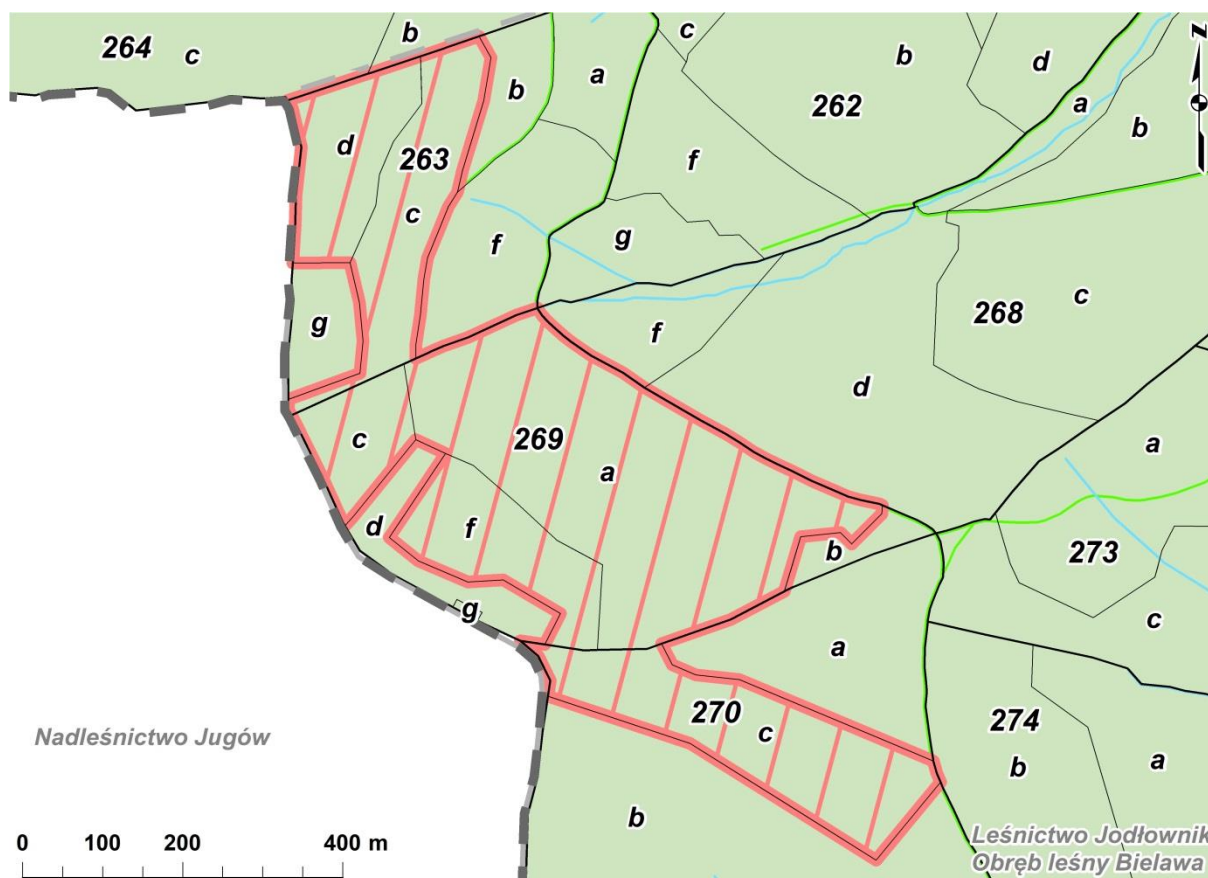 264
c
b
c
b
d
a
262
a
b
b
d
263
f
c
f
g
g
f
268
c
d
c
269
a
a
d
f
b
273
g
c
a
270
c
274
b
a
b
Nadleśnictwo Jugów
0 100 200 400 m
Leśnictwo Jodłownik
Obręb leśny Bielawa